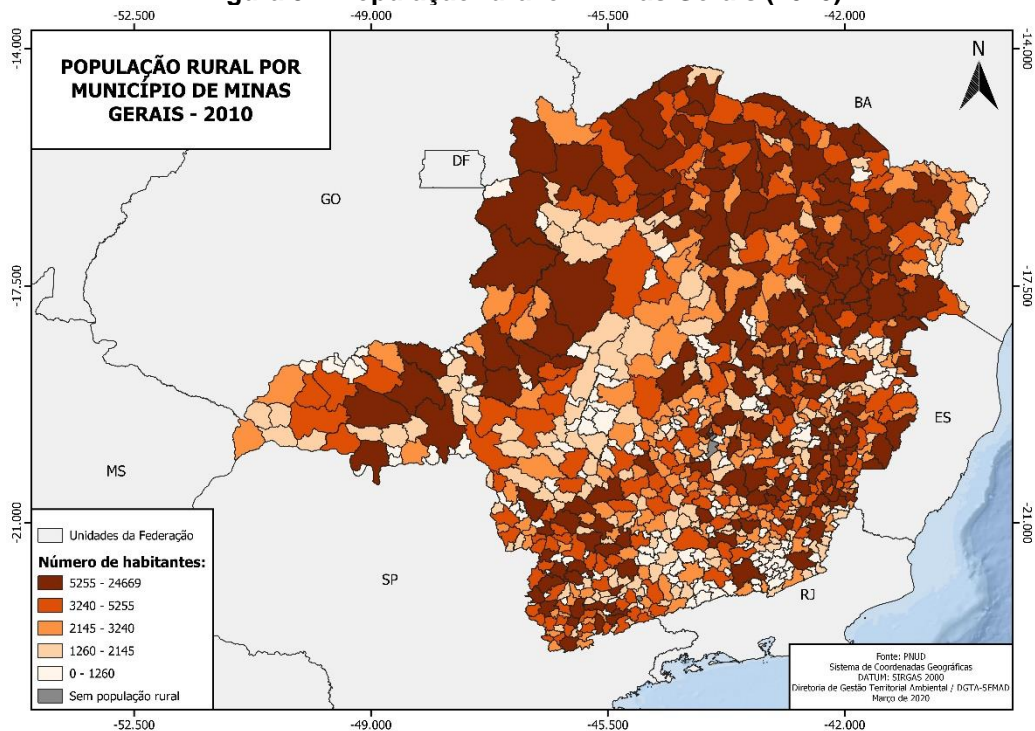 -52.500 -49.000 -45.500 -42.000
-14.000 -14.000
POPULAÇÃO RURAL POR
MUNICÍPIO DE MINAS
GERAIS - 2010
N
BA
DF
GO
-17.500 -17.500
ES
MS
-21.000 -21.000
SP
RJ
Unidades da Federação
Número de habitantes:
5255 - 24669
3240 - 5255
2145 - 3240
1260 - 2145
0 - 1260
Sem população rural
Fonte: PNUD
Sistema de Coordenadas Geográficas
DATUM: SIRGAS 2000
Diretoria de Gestão Territorial Ambiental / DGTA-SEMAD
Março de 2020
-52.500 -49.000 -45.500 -42.000